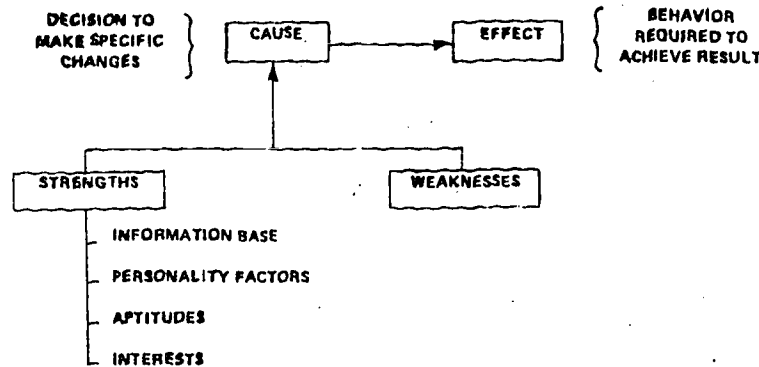 DECISION TO
MAKE SPECIFIC
CHANGES
CAUSE
EFFECT
BEHAVIOR
REQUIRED TO
ACHIEVE RESULT
STRENGTHS
WEAKNESSES
INFORMATION BASE
PERSONALITY FACTORS
APTITUDES
INTERESTS